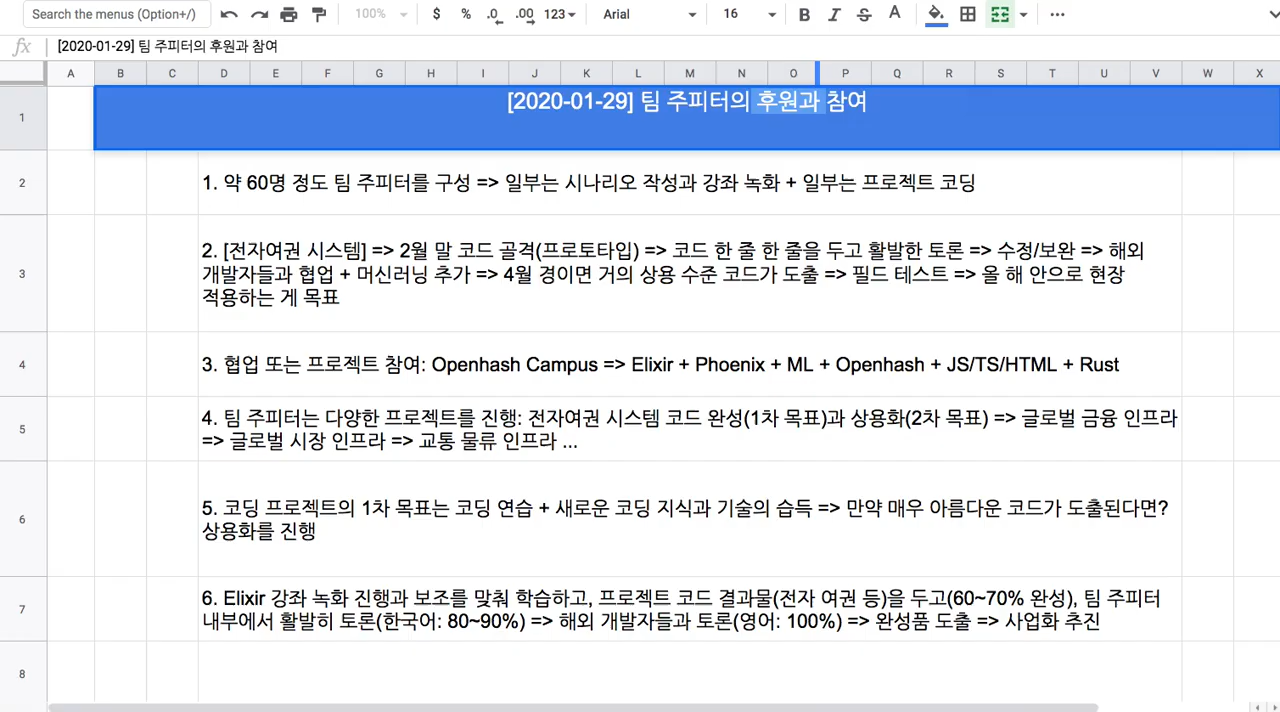 Search the menus (Option+/)
100%
$ % .0 .00 123
Arial
16
B I S A
fx [2020-01-29] 팀 주피터의 후원과 참여
A B C D E F G H I J K L M N O P Q R S T U V W X
1 [2020-01-29] 팀 주피터의 후원과 참여
2 1. 약 60명 정도 팀 주피터를 구성 => 일부는 시나리오 작성과 강좌 녹화 + 일부는 프로젝트 코딩
3 2. [전자여권 시스템] => 2월 말 코드 골격(프로토타입) => 코드 한 줄 한 줄을 두고 활발한 토론 => 수정/보완 => 해외
개발자들과 협업 + 머신러닝 추가 => 4월 경이면 거의 상용 수준 코드가 도출 => 필드 테스트 => 올 해 안으로 현장
적용하는 게 목표
4 3. 협업 또는 프로젝트 참여: Openhash Campus => Elixir + Phoenix + ML + Openhash + JS/TS/HTML + Rust
5 4. 팀 주피터는 다양한 프로젝트를 진행: 전자여권 시스템 코드 완성(1차 목표)과 상용화(2차 목표) => 글로벌 금융 인프라
=> 글로벌 시장 인프라 => 교통 물류 인프라 ...
6 5. 코딩 프로젝트의 1차 목표는 코딩 연습 + 새로운 코딩 지식과 기술의 습득 => 만약 매우 아름다운 코드가 도출된다면?
상용화를 진행
7 6. Elixir 강좌 녹화 진행과 보조를 맞춰 학습하고, 프로젝트 코드 결과물(전자 여권 등)을 두고(60~70% 완성), 팀 주피터
내부에서 활발히 토론(한국어: 80~90%) => 해외 개발자들과 토론(영어: 100%) => 완성품 도출 => 사업화 추진
8